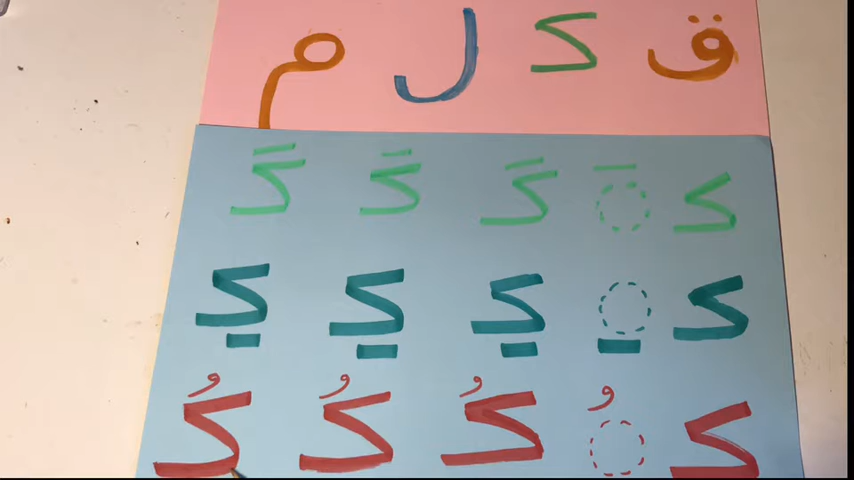 ق ك ل م
ك ◌َ كَ كَ كَ
ك ◌ِ كِ كِ كِ
ك ◌ُ كُ كُ كُ